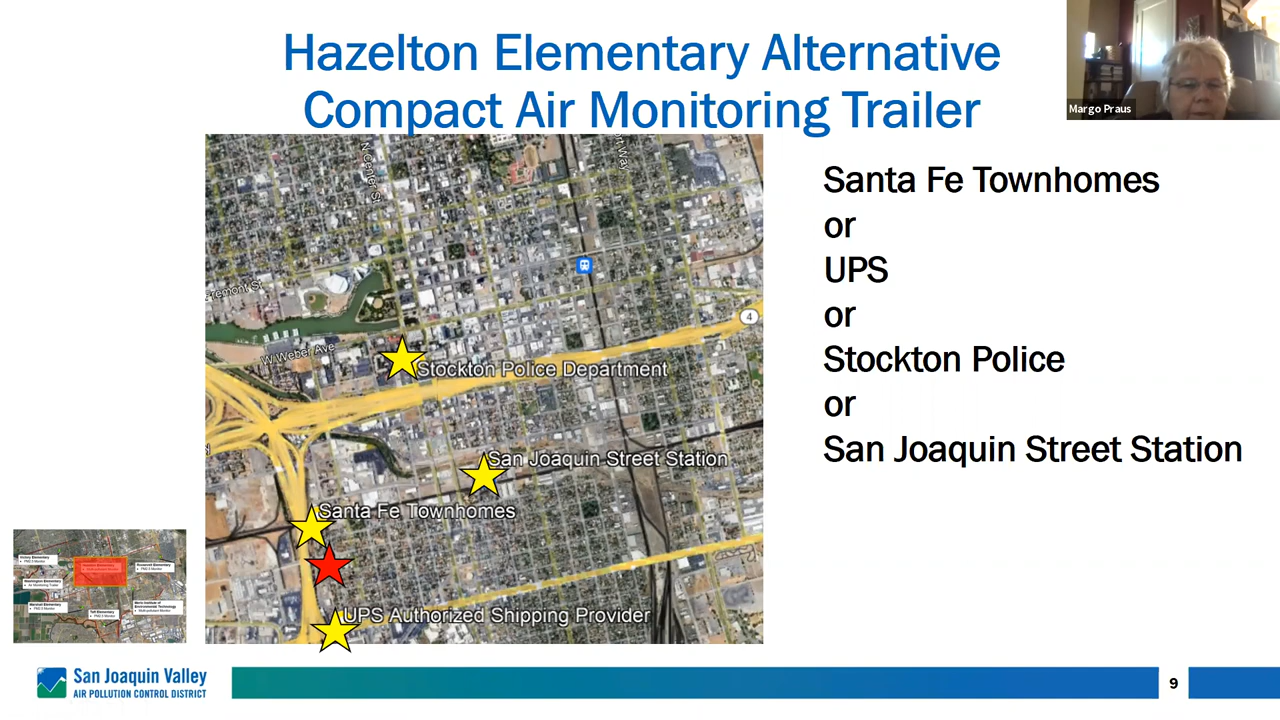 Hazelton Elementary Alternative
Compact Air Monitoring Trailer
Margo Praus
N Center St
W Weber Ave
4
Stockton Police Department
San Joaquin Street Station
Santa Fe Townhomes
UPS Authorized Shipping Provider
Santa Fe Townhomes
or
UPS
or
Stockton Police
or
San Joaquin Street Station
San Joaquin Valley
AIR POLLUTION CONTROL DISTRICT
9